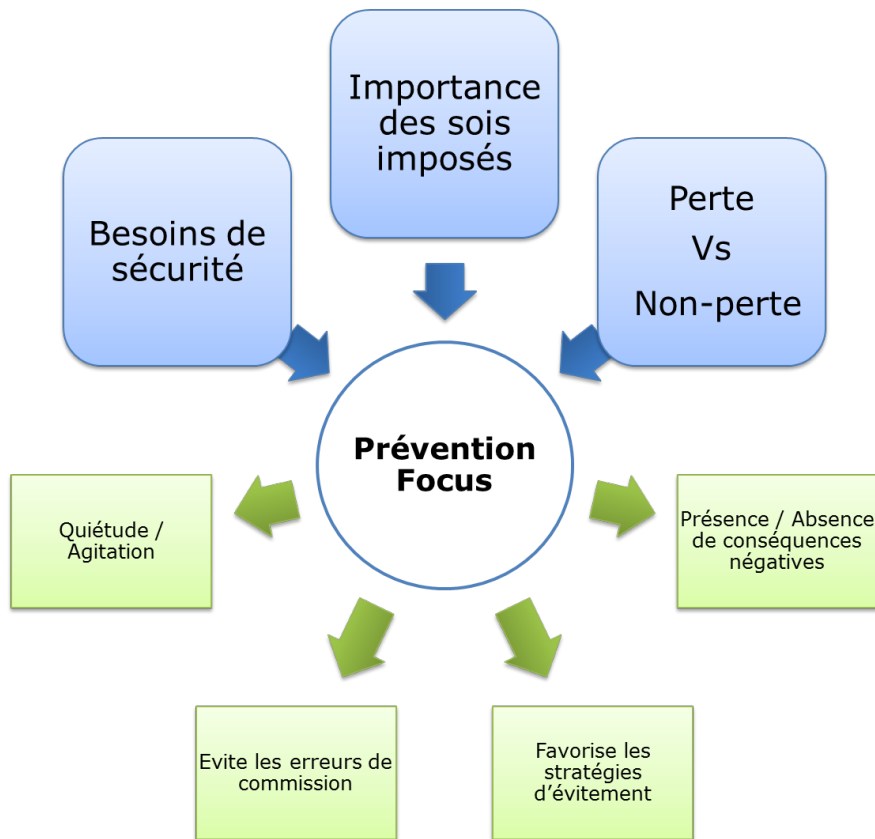 Importance
des sois
imposés
Besoins de
sécurité
Perte
Vs
Non-perte
Prévention
Focus
Quiétude /
Agitation
Présence / Absence
de conséquences
négatives
Evite les erreurs de
commission
Favorise les
stratégies
d’évitement